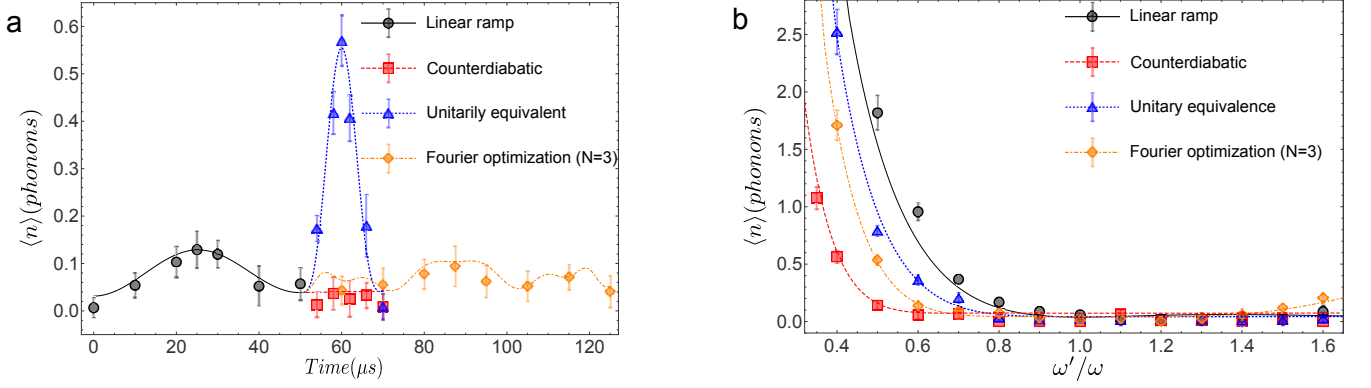 a
0.6
0.5
0.4
0.3
0.2
0.1
0.0
⟨n⟩(phonons)
0
20
40
60
80
100
120
Time(μs)
Linear ramp
Counterdiabatic
Unitarily equivalent
Fourier optimization (N=3)
b
2.5
2.0
1.5
1.0
0.5
0.0
⟨n⟩(phonons)
0.4
0.6
0.8
1.0
1.2
1.4
1.6
ω′/ω
Linear ramp
Counterdiabatic
Unitary equivalence
Fourier optimization (N=3)